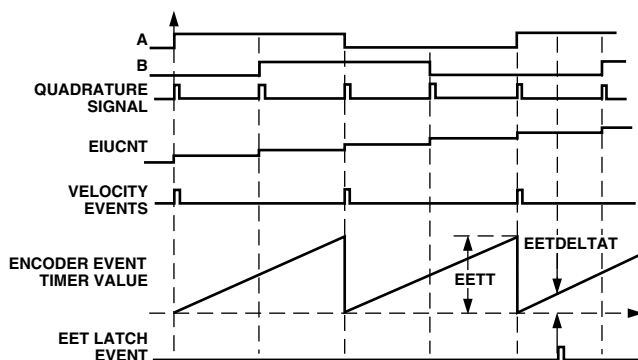 A
B
QUADRATURE
SIGNAL
EIUCNT
VELOCITY
EVENTS
EETDELTAT
ENCODER EVENT
TIMER VALUE
EETT
EET LATCH
EVENT